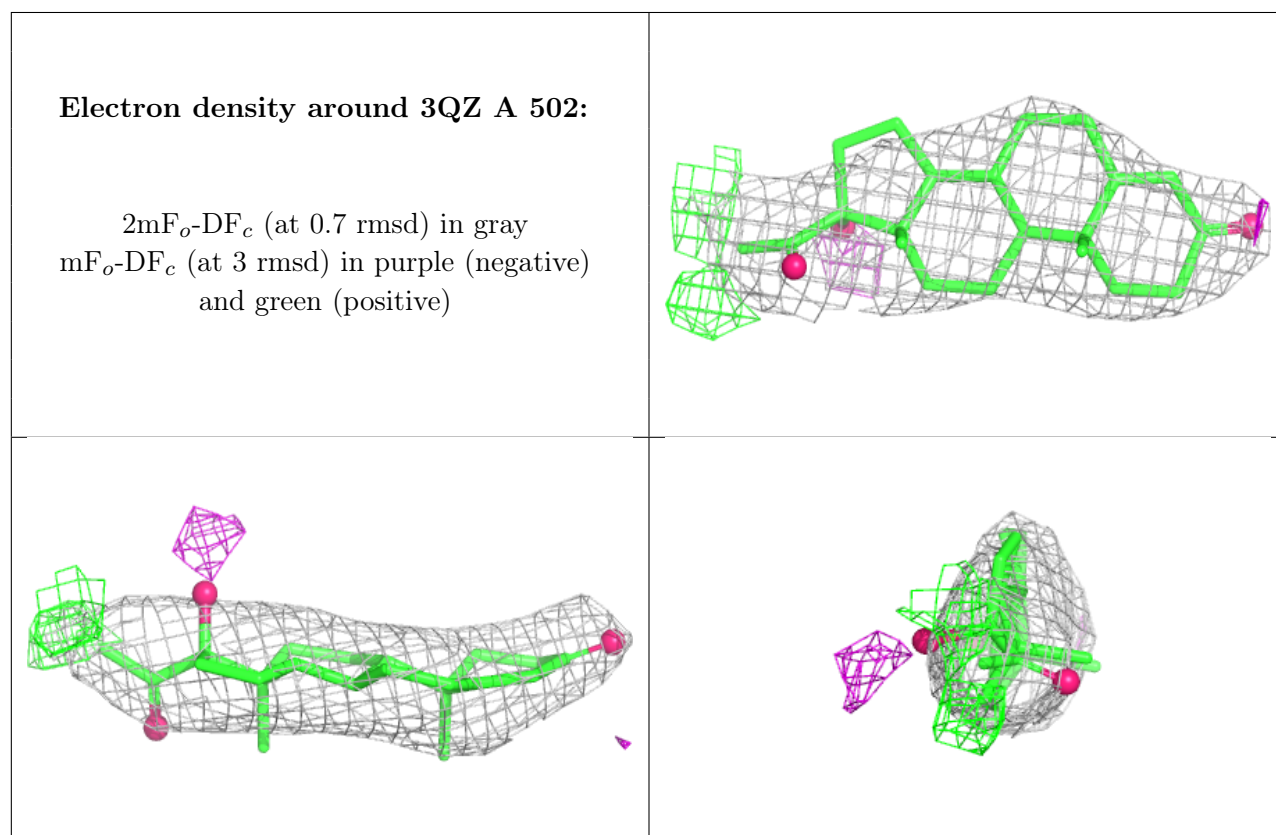 Electron density around 3QZ A 502:
2mFₒ-DF𝒸 (at 0.7 rmsd) in gray
mFₒ-DF𝒸 (at 3 rmsd) in purple (negative)
and green (positive)